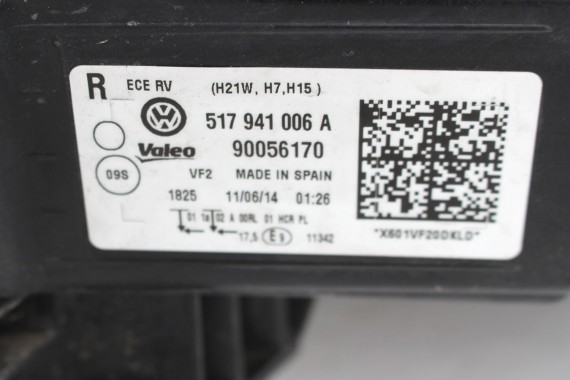 R ECE RV (H21W, H7,H15 )
517 941 006 A
Valeo 90056170
09S VF2 MADE IN SPAIN
1825 11/06/14 01:26
01 1a 02 A 00RL 01 HCR PL
17,5 E9 11342
"X601VF20DKLD"